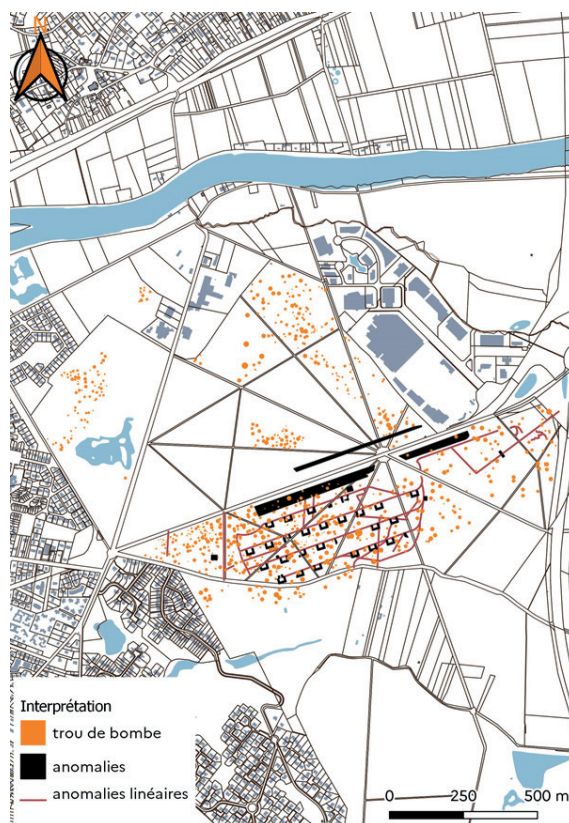 N
Interprétation
trou de bombe
anomalies
anomalies linéaires
0 250 500 m